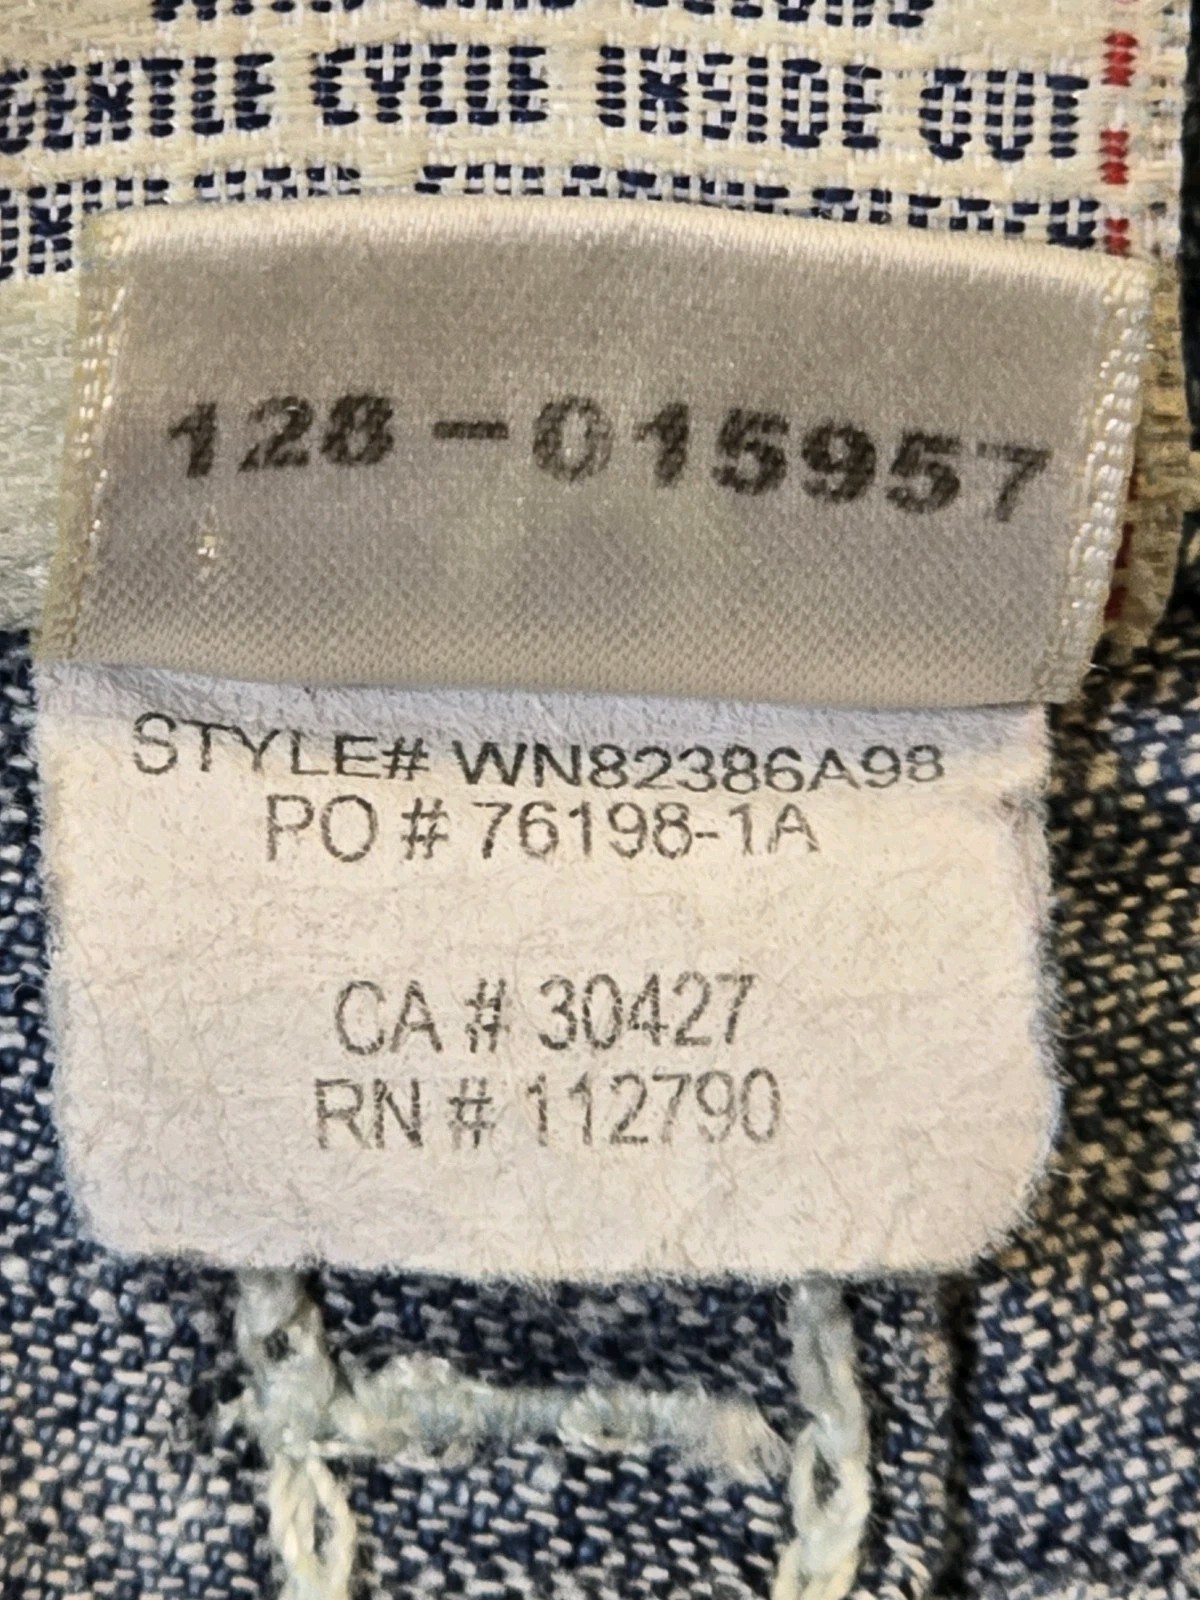 GENTLE CYCLE INSIDE OUT
128-015957
STYLE# WN82386A98
PO # 76198-1A
CA # 30427
RN # 112790